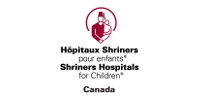 Hôpitaux Shriners
pour enfants®
Shriners Hospitals
for Children®
Canada